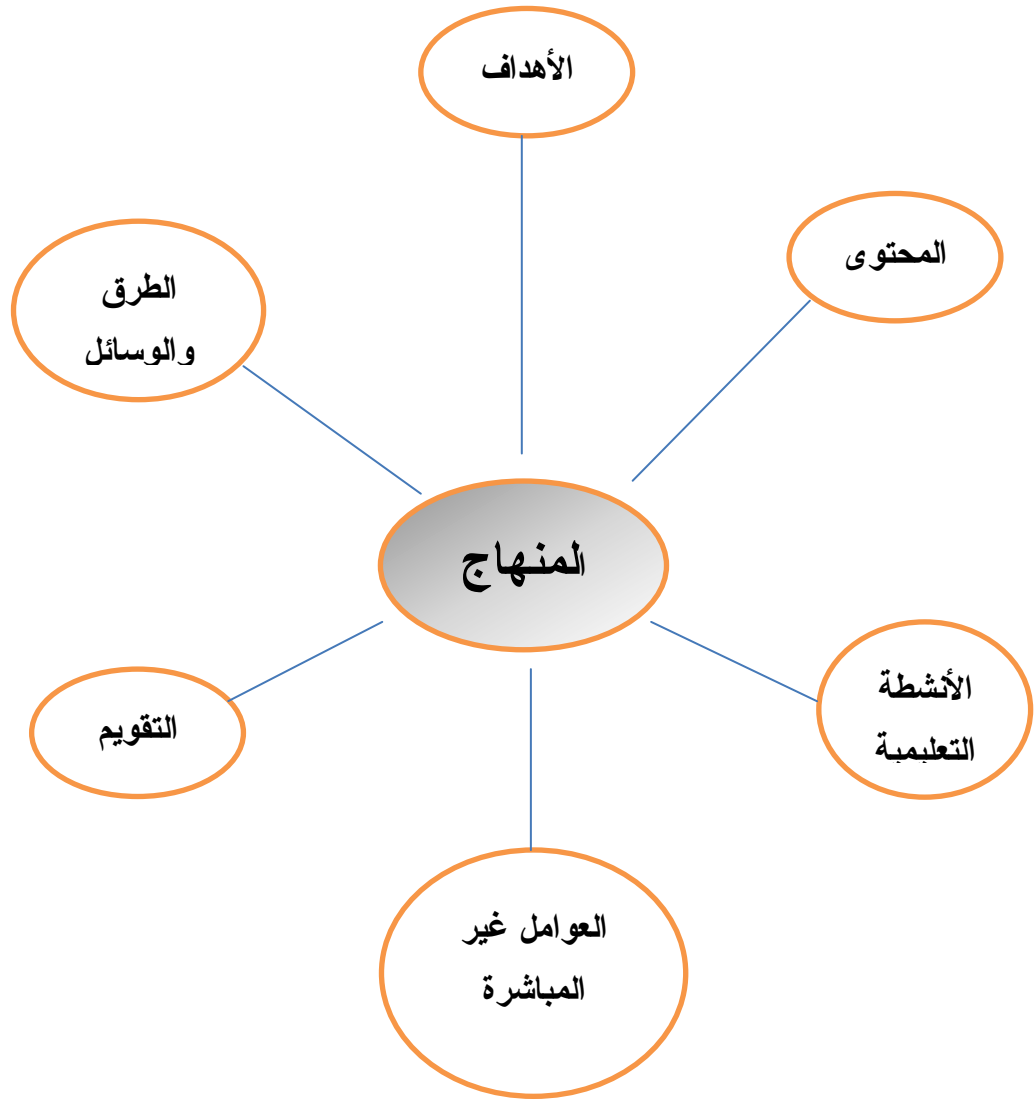 الأهداف
المحتوى
الطرق
والوسائل
المنهاج
الأنشطة
التعليمية
التقويم
العوامل غير
المباشرة